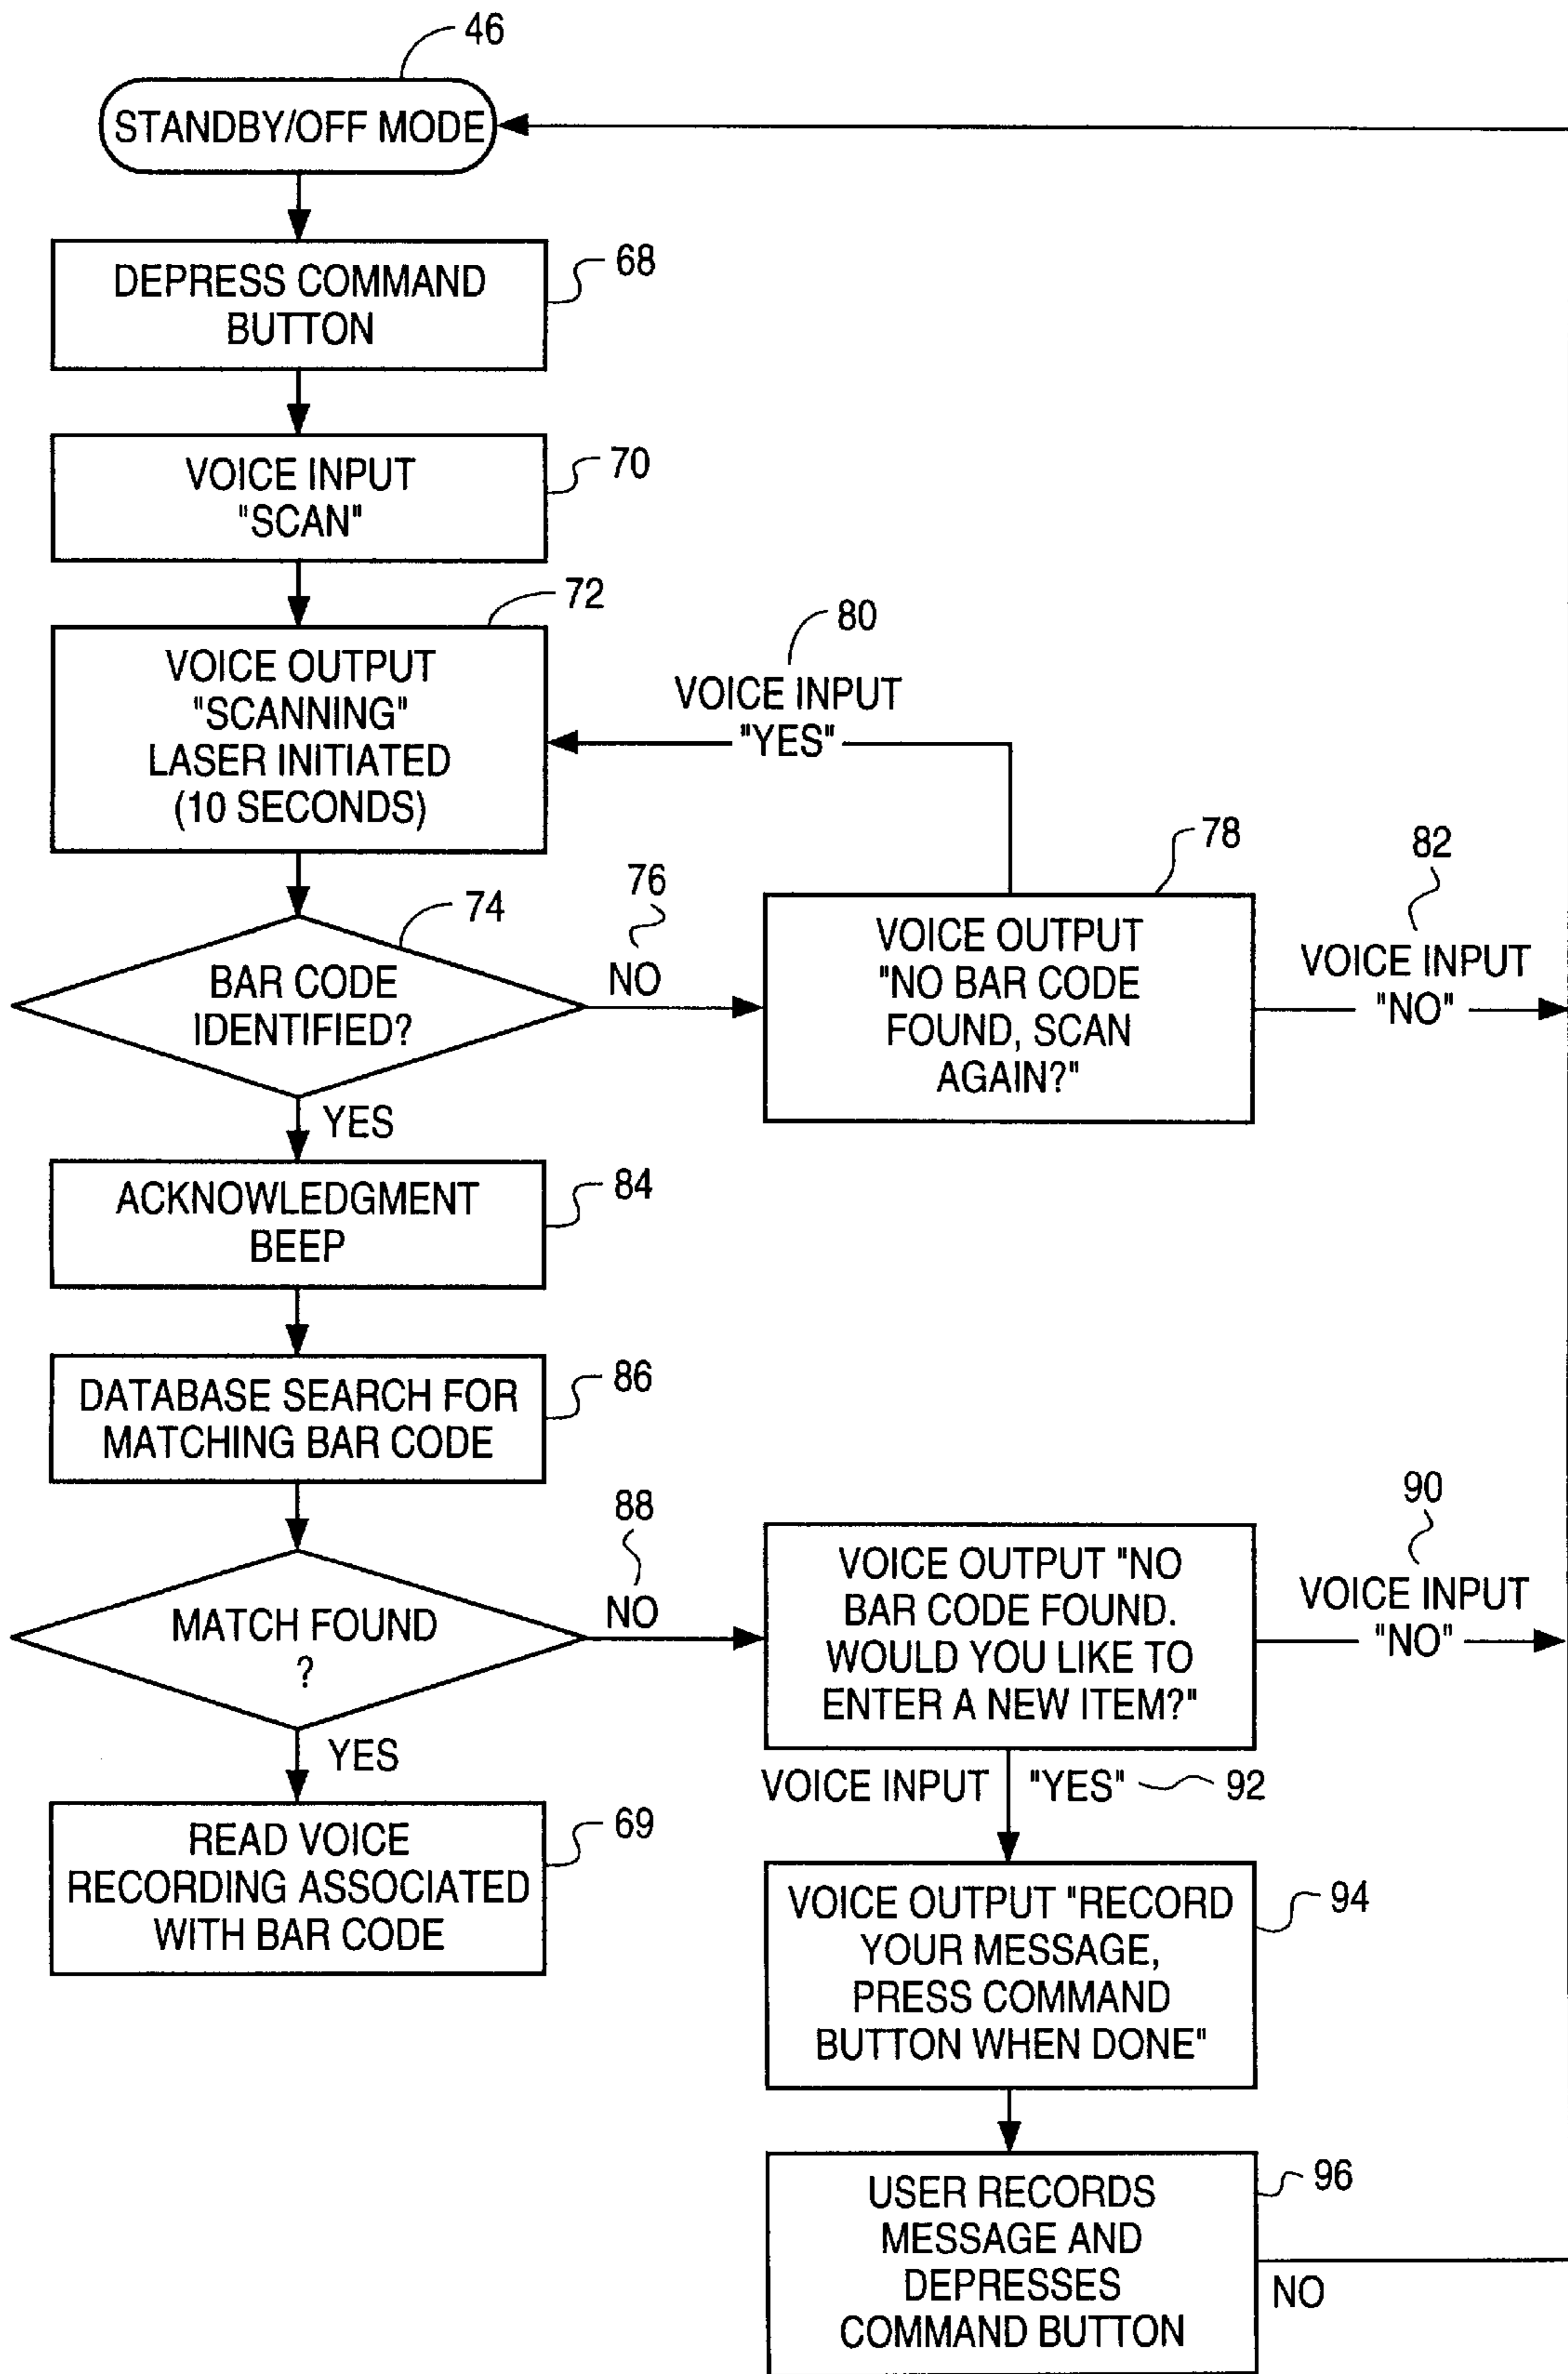 46
STANDBY/OFF MODE
DEPRESS COMMAND
BUTTON
68
VOICE INPUT
"SCAN"
70
72
VOICE OUTPUT
"SCANNING"
LASER INITIATED
(10 SECONDS)
80
VOICE INPUT
"YES"
74
BAR CODE
IDENTIFIED?
76
NO
78
VOICE OUTPUT
"NO BAR CODE
FOUND, SCAN
AGAIN?"
82
VOICE INPUT
"NO"
YES
ACKNOWLEDGMENT
BEEP
84
DATABASE SEARCH FOR
MATCHING BAR CODE
86
MATCH FOUND
?
88
NO
VOICE OUTPUT "NO
BAR CODE FOUND.
WOULD YOU LIKE TO
ENTER A NEW ITEM?"
90
VOICE INPUT
"NO"
YES
READ VOICE
RECORDING ASSOCIATED
WITH BAR CODE
69
VOICE INPUT "YES" 92
VOICE OUTPUT "RECORD
YOUR MESSAGE,
PRESS COMMAND
BUTTON WHEN DONE"
94
USER RECORDS
MESSAGE AND
DEPRESSES
COMMAND BUTTON
96
NO